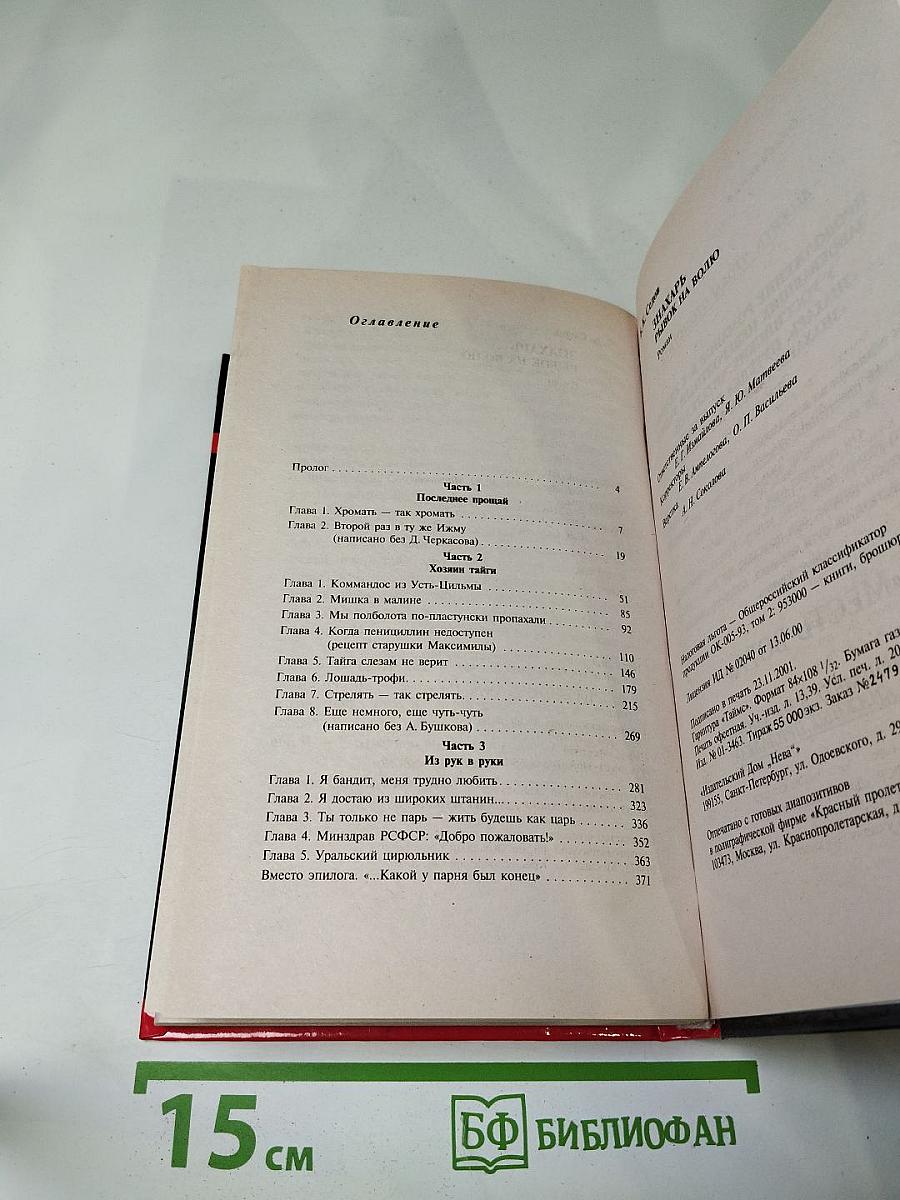 Оглавление
Пролог 4
Часть 1
Последнее прощай
Глава 1. Хромать — так хромать 7
Глава 2. Второй раз в ту же Ижму
(написано без Д. Черкасова) 19
Часть 2
Хозяин тайги
Глава 1. Коммандос из Усть-Цильмы 51
Глава 2. Мишка в малине 85
Глава 3. Мы полболота по-пластунски пропахали 92
Глава 4. Когда пенициллин недоступен
(рецепт старушки Максимилы) 110
Глава 5. Тайга слезам не верит 146
Глава 6. Лошадь-трофи. 179
Глава 7. Стрелять — так стрелять. 215
Глава 8. Еще немного, еще чуть-чуть
(написано без А. Бушкова) 269
Часть 3
Из рук в руки
Глава 1. Я бандит, меня трудно любить 281
Глава 2. Я достаю из широких штанин... 323
Глава 3. Ты только не парь — жить будешь как царь 336
Глава 4. Минздрав РСФСР: «Добро пожаловать!» 352
Глава 5. Уральский цирюльник 363
Вместо эпилога. «...Какой у парня был конец» 371
Седов
ЗНАХАРЬ
РЫВОК НА ВОЛЮ
Роман
Ответственные за выпуск
Е. Г. Измайлова, Я. Ю. Матвеева
Корректоры
О. П. Васильева
Верстка
А. Н. Соколова
Налоговая льгота — Общероссийский классификатор
продукции ОК-005-93, том 2: 953000 — книги, брошюр
Лицензия ИД № 02040 от 13.06.00
Подписано в печать 23.11.2001.
Гарнитура «Таймс». Формат 84×108 1/32. Бумага газ
Печать офсетная. Уч.-изд. л. 13,39. Усл. печ. л. 20
Изд. № 01-3463. Тираж 55 000 экз. Заказ № 2479
«Издательский Дом „Нева“»
199155, Санкт-Петербург, ул. Одоевского, д. 29
Отпечатано с готовых диапозитивов
в полиграфической фирме «Красный пролет
103473, Москва, ул. Краснопролетарская, д.
15 см
БФ БИБЛИОФАН